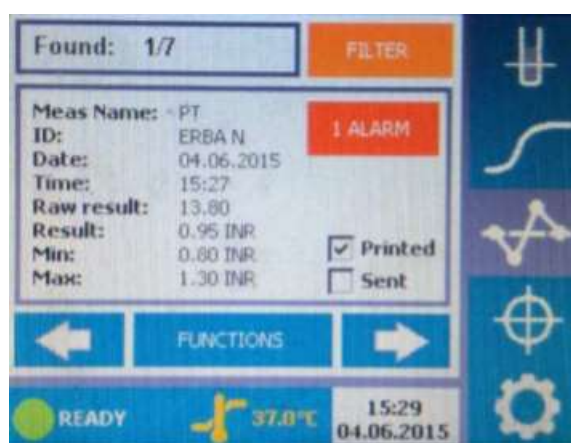 Found: 1/7
FILTER
Meas Name: PT
1 ALARM
ID: ERBA N
Date: 04.06.2015
Time: 15:27
Raw result: 13.80
Result: 0.95 INR
Min: 0.80 INR
Printed
Max: 1.30 INR
Sent
FUNCTIONS
READY
37.0°C
15:29
04.06.2015